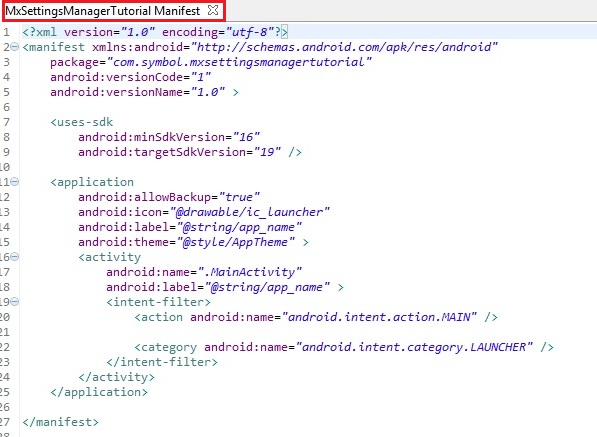 MxSettingsManagerTutorial Manifest
1 <?xml version="1.0" encoding="utf-8"?>
2 <manifest xmlns:android="http://schemas.android.com/apk/res/android"
3 package="com.symbol.mxsettingsmanagertutorial"
4 android:versionCode="1"
5 android:versionName="1.0" >
6
7 <uses-sdk
8 android:minSdkVersion="16"
9 android:targetSdkVersion="19" />
10
11 <application
12 android:allowBackup="true"
13 android:icon="@drawable/ic_launcher"
14 android:label="@string/app_name"
15 android:theme="@style/AppTheme" >
16 <activity
17 android:name=".MainActivity"
18 android:label="@string/app_name" >
19 <intent-filter>
20 <action android:name="android.intent.action.MAIN" />
21
22 <category android:name="android.intent.category.LAUNCHER" />
23 </intent-filter>
24 </activity>
25 </application>
26
27 </manifest>
28